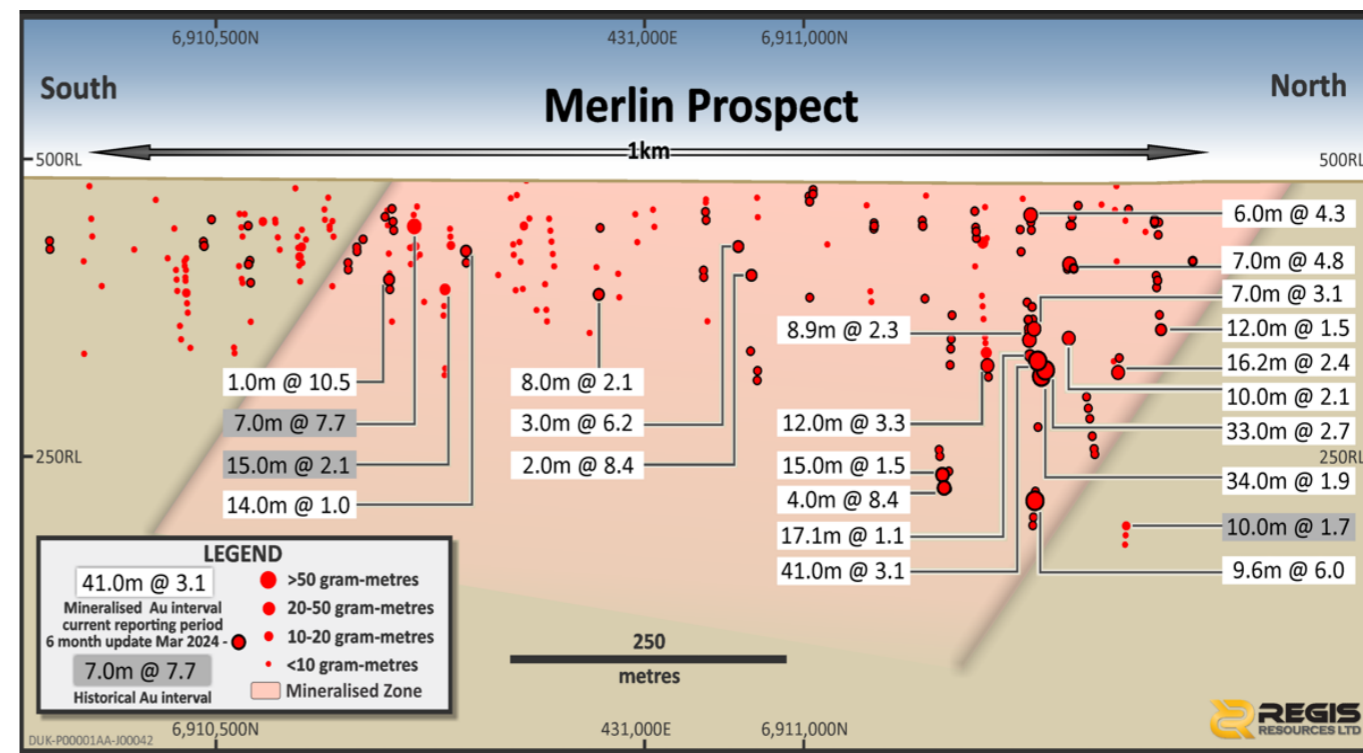 6,910,500N 431,000E 6,911,000N
South North
Merlin Prospect
1km
500RL 500RL
6.0m @ 4.3
7.0m @ 4.8
7.0m @ 3.1
8.9m @ 2.3
12.0m @ 1.5
16.2m @ 2.4
1.0m @ 10.5
8.0m @ 2.1
10.0m @ 2.1
7.0m @ 7.7
3.0m @ 6.2
12.0m @ 3.3
33.0m @ 2.7
250RL 250RL
15.0m @ 2.1
2.0m @ 8.4
15.0m @ 1.5
34.0m @ 1.9
14.0m @ 1.0
4.0m @ 8.4
17.1m @ 1.1
10.0m @ 1.7
41.0m @ 3.1
9.6m @ 6.0
LEGEND
41.0m @ 3.1
Mineralised Au interval
current reporting period
6 month update Mar 2024 -
7.0m @ 7.7
Historical Au interval
>50 gram-metres
20-50 gram-metres
10-20 gram-metres
<10 gram-metres
Mineralised Zone
250
metres
REGIS
RESOURCES LTD
6,910,500N 431,000E 6,911,000N
DUK-P00001AA-J00042